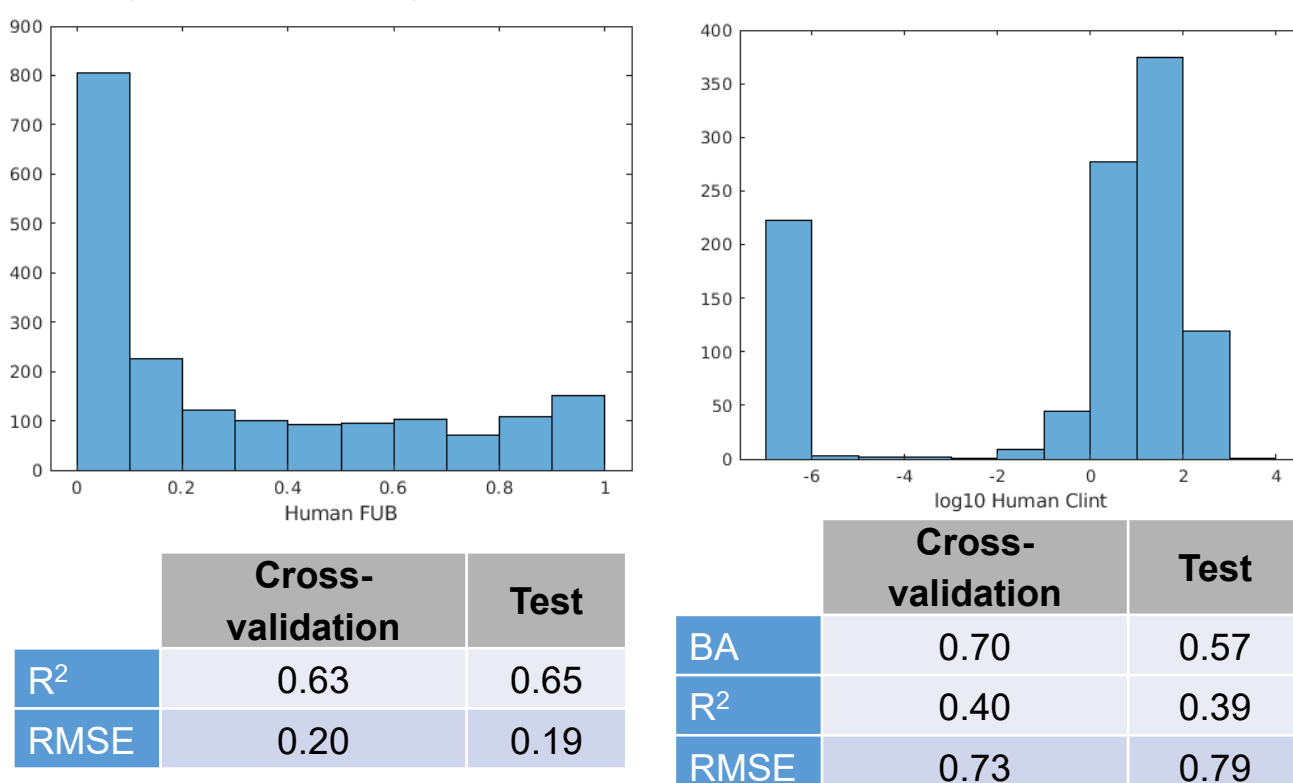 900
800
700
600
500
400
300
200
100
0
0 0.2 0.4 0.6 0.8 1
Human FUB
400
350
300
250
200
150
100
50
0
-6 -4 -2 0 2 4
log10 Human Clint
Cross-
validation Test
R² 0.63 0.65
RMSE 0.20 0.19
Cross-
validation Test
BA 0.70 0.57
R² 0.40 0.39
RMSE 0.73 0.79